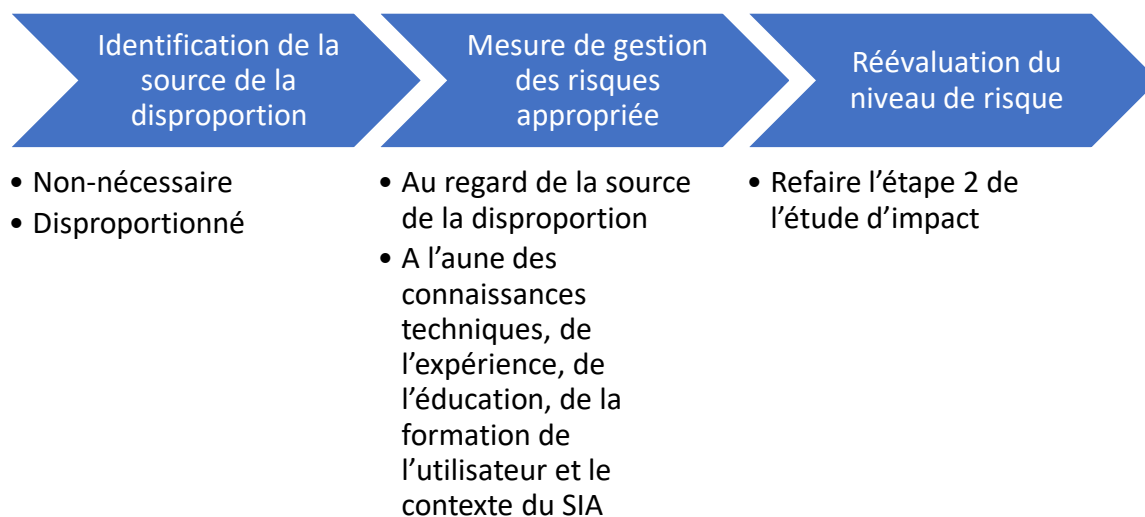 Identification de la
source de la
disproportion
Mesure de gestion
des risques
appropriée
Réévaluation du
niveau de risque
• Non-nécessaire
• Disproportionné
• Au regard de la source
de la disproportion
• A l’aune des
connaissances
techniques, de
l’expérience, de
l’éducation, de la
formation de
l’utilisateur et le
contexte du SIA
• Refaire l’étape 2 de
l’étude d’impact